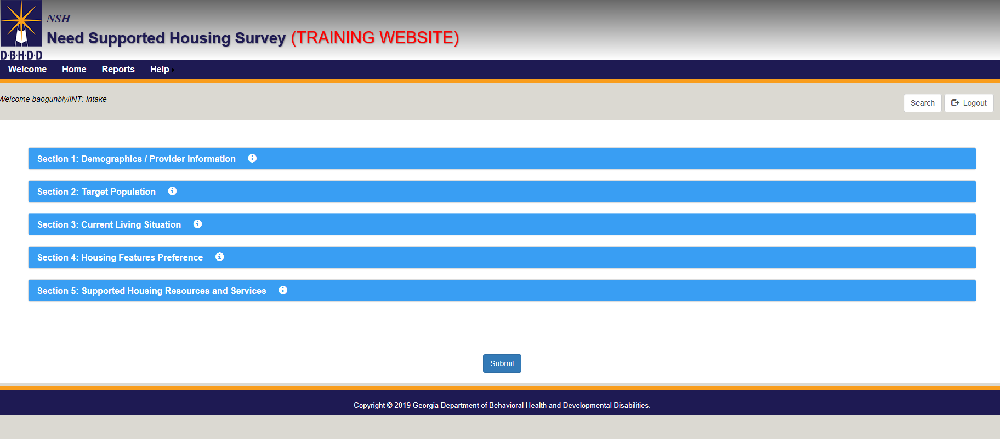 NSH
Need Supported Housing Survey (TRAINING WEBSITE)
D·B·H·D·D
Welcome Home Reports Help
Welcome baogunbiyiINT: Intake
Search Logout
Section 1: Demographics / Provider Information
Section 2: Target Population
Section 3: Current Living Situation
Section 4: Housing Features Preference
Section 5: Supported Housing Resources and Services
Submit
Copyright © 2019 Georgia Department of Behavioral Health and Developmental Disabilities.